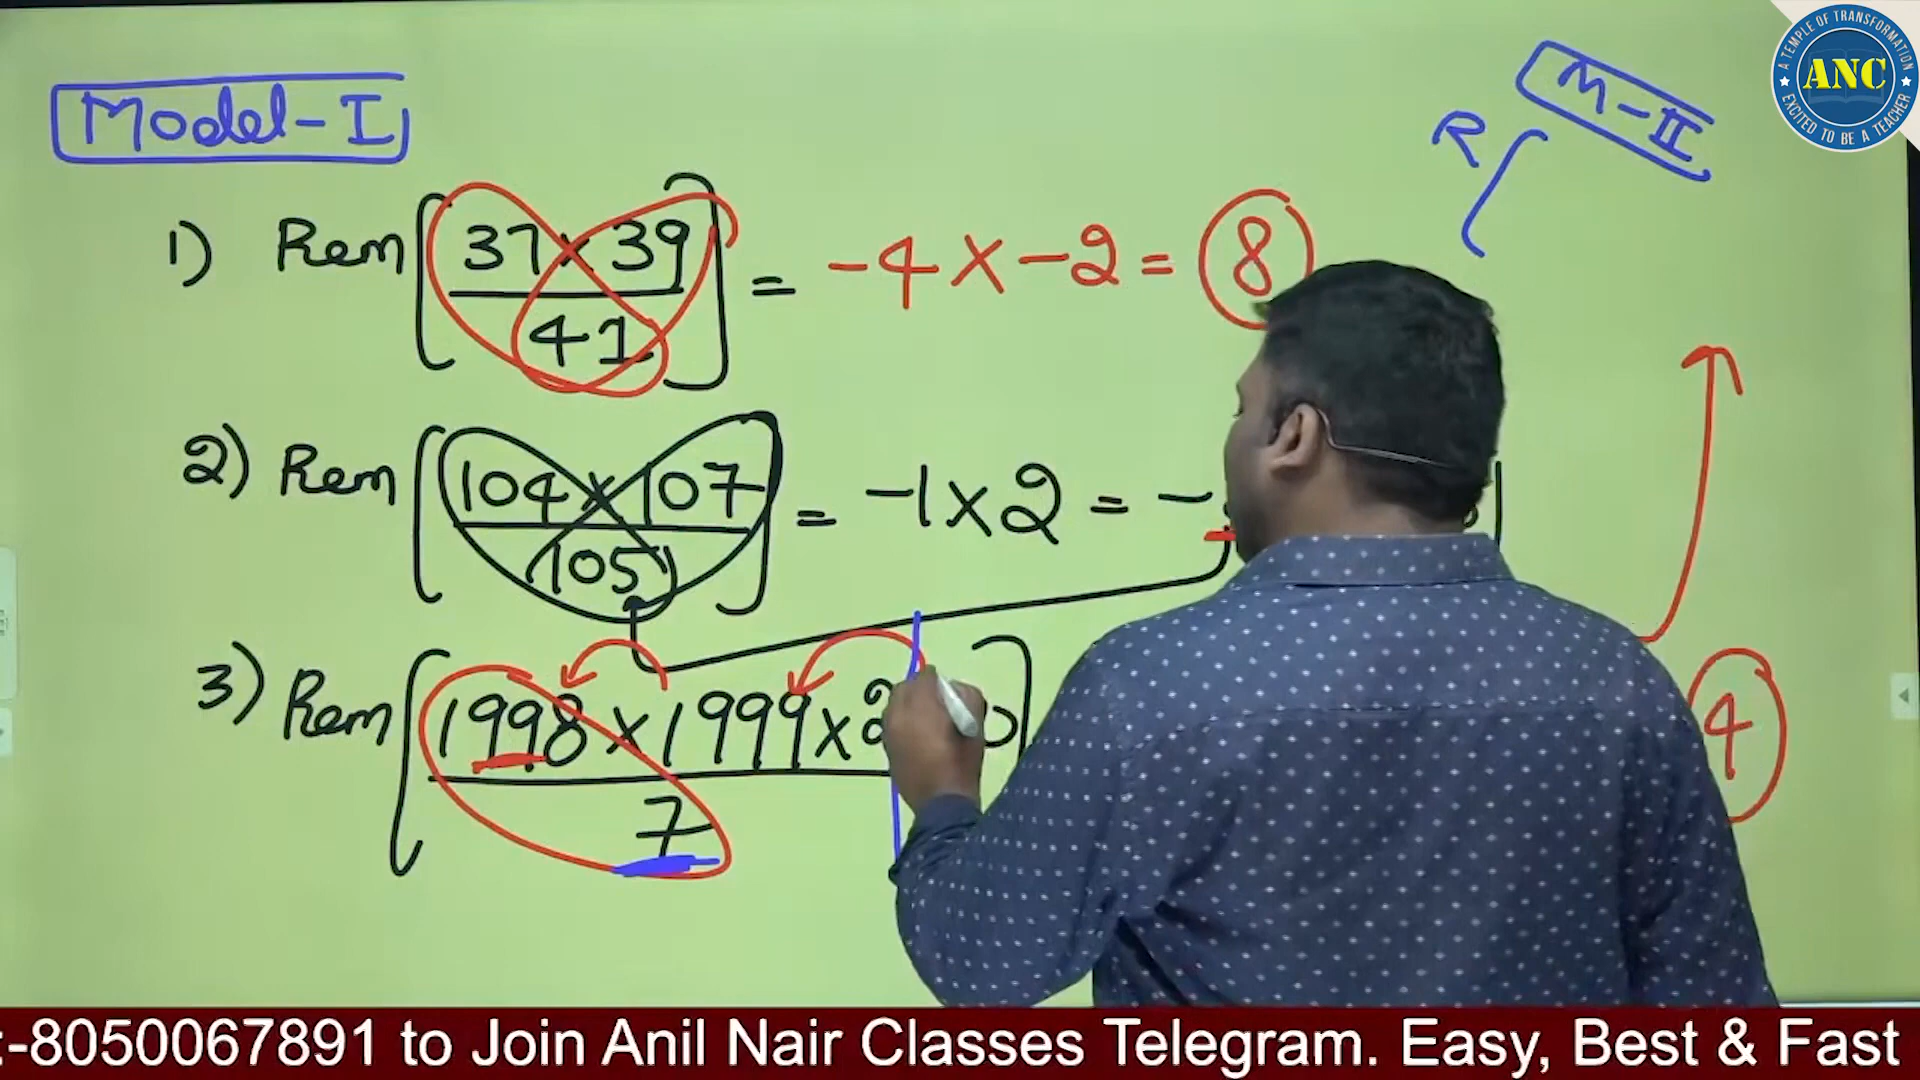 Model-I
M-II
R
A TEMPLE OF TRANSFORMATION
ANC
EXCITED TO BE A TEACHER
1) Rem [ 37 × 39 / 41 ] = -4 × -2 = 8
2) Rem [ 104 × 107 / 105 ] = -1 × 2 = -
3) Rem [ 1998 × 1999 × 2 / 7 ]
4
:-8050067891 to Join Anil Nair Classes Telegram. Easy, Best & Fast